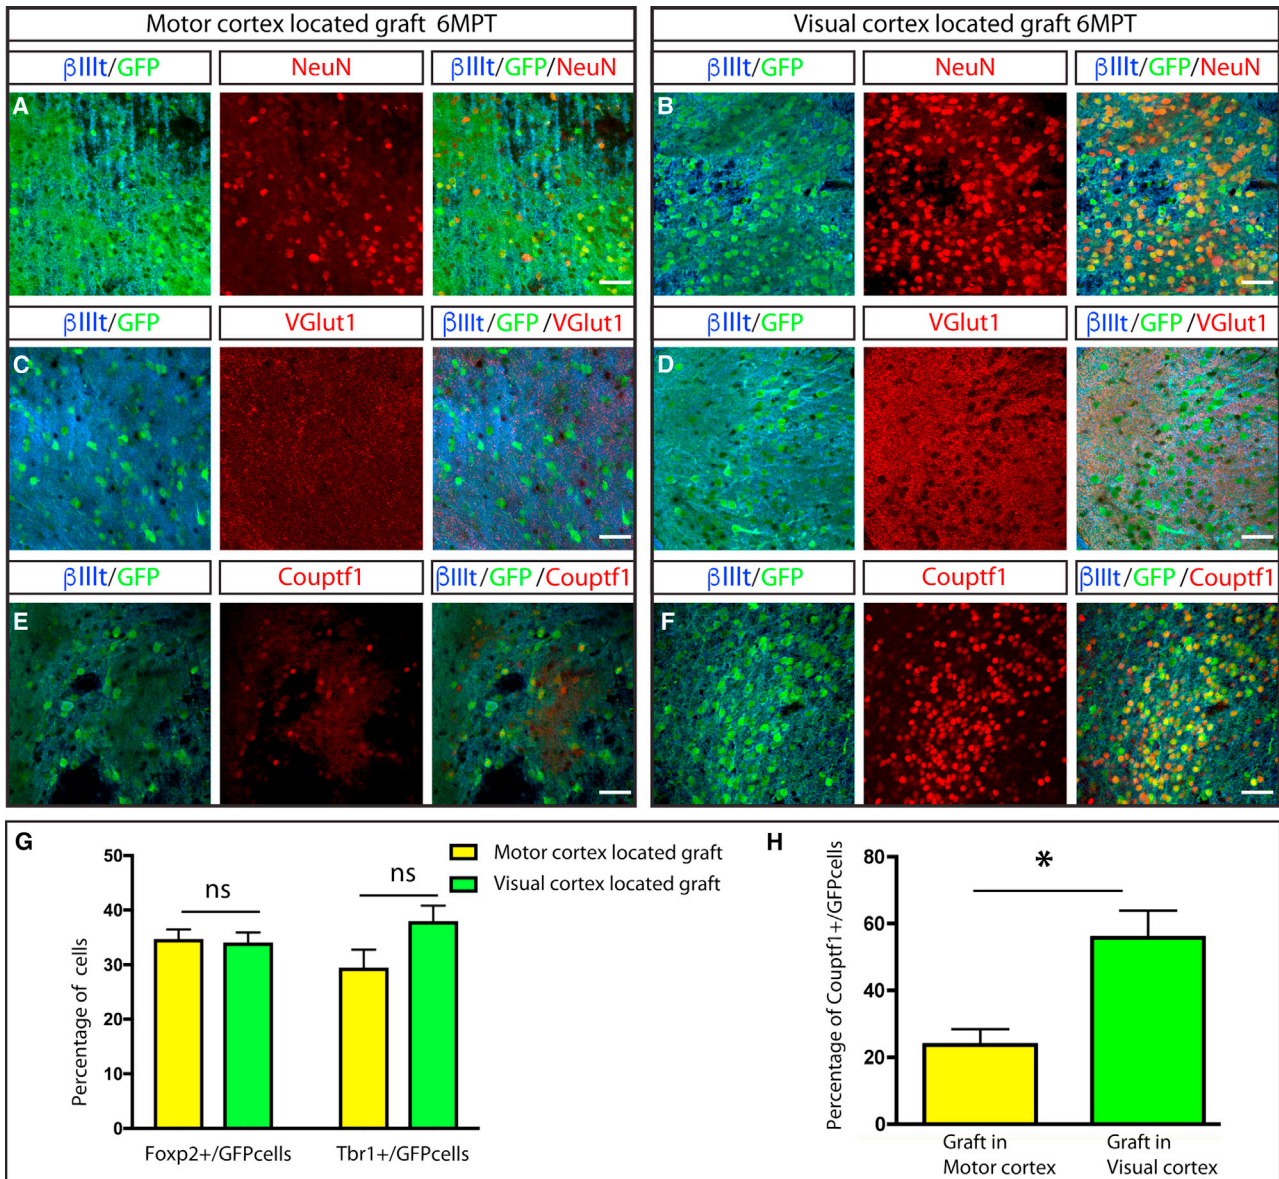 Motor cortex located graft 6MPT
Visual cortex located graft 6MPT
βIIIt/GFP
NeuN
βIIIt/GFP/NeuN
βIIIt/GFP
NeuN
βIIIt/GFP/NeuN
A
B
βIIIt/GFP
VGlut1
βIIIt/GFP/VGlut1
βIIIt/GFP
VGlut1
βIIIt/GFP/VGlut1
C
D
βIIIt/GFP
Couptf1
βIIIt/GFP/Couptf1
βIIIt/GFP
Couptf1
βIIIt/GFP/Couptf1
E
F
G
Percentage of cells
50
40
30
20
10
0
ns
ns
Motor cortex located graft
Visual cortex located graft
Foxp2+/GFPcells
Tbr1+/GFPcells
H
Percentage of Couptf1+/GFPcells
80
60
40
20
0
*
Graft in
Motor cortex
Graft in
Visual cortex